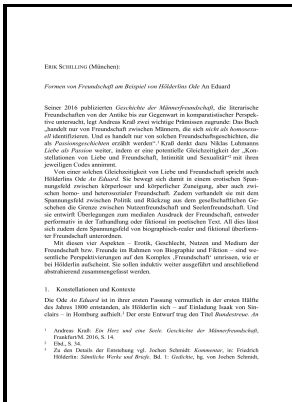 ERIK SCHILLING (München):
Formen von Freundschaft am Beispiel von Hölderlins Ode An Eduard
Seiner 2016 publizierten Geschichte der Männerfreundschaft, die literarische
Freundschaften von der Antike bis zur Gegenwart in komparatistischer Perspek-
tive untersucht, legt Andreas Kraß zwei wichtige Prämissen zugrunde: Das Buch
„handelt nur von Freundschaft zwischen Männern, die sich nicht als homosexu-
ell identifizieren. Und es handelt nur von solchen Freundschaftsgeschichten, die
als Passionsgeschichten erzählt werden“.¹ Kraß denkt dazu Niklas Luhmanns
Liebe als Passion weiter, indem er eine potentielle Gleichzeitigkeit der „Kon-
stellationen von Liebe und Freundschaft, Intimität und Sexualität“² mit ihren
jeweiligen Codes annimmt.
Von einer solchen Gleichzeitigkeit von Liebe und Freundschaft spricht auch
Hölderlins Ode An Eduard. Sie bewegt sich damit in einem erotischen Span-
nungsfeld zwischen körperloser und körperlicher Zuneigung, aber auch zwi-
schen homo- und heterosozialer Freundschaft. Zudem verhandelt sie mit dem
Spannungsfeld zwischen Politik und Rückzug aus dem gesellschaftlichen Ge-
schehen die Grenze zwischen Nutzenfreundschaft und Seelenfreundschaft. Und
sie entwirft Überlegungen zum medialen Ausdruck der Freundschaft, entweder
performativ in der Tathandlung oder fiktional im poetischen Text. All dies lässt
sich zudem dem Spannungsfeld von biographisch-realer und fiktional überform-
ter Freundschaft unterordnen.
Mit diesen vier Aspekten – Erotik, Geschlecht, Nutzen und Medium der
Freundschaft bzw. Freunde im Rahmen von Biographie und Fiktion – sind we-
sentliche Perspektivierungen auf den Komplex ‚Freundschaft‘ umrissen, wie er
bei Hölderlin aufscheint. Sie sollen induktiv weiter ausgeführt und anschließend
abstrahierend zusammengefasst werden.
1. Konstellationen und Kontexte
Die Ode An Eduard ist in ihrer ersten Fassung vermutlich in der ersten Hälfte
des Jahres 1800 entstanden, als Hölderlin sich – auf Einladung Isaak von Sin-
clairs – in Homburg aufhielt.³ Der erste Entwurf trug den Titel Bundestreue. An
¹ Andreas Kraß: Ein Herz und eine Seele. Geschichte der Männerfreundschaft,
Frankfurt/M. 2016, S. 14.
² Ebd., S. 34.
³ Zu den Details der Entstehung vgl. Jochen Schmidt: Kommentar, in: Friedrich
Hölderlin: Sämtliche Werke und Briefe. Bd. 1: Gedichte, hg. von Jochen Schmidt,